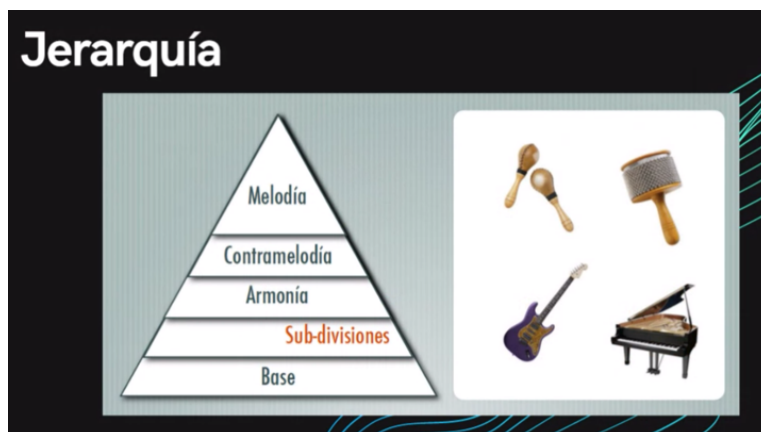 Jerarquía
Melodía
Contramelodía
Armonía
Sub-divisiones
Base